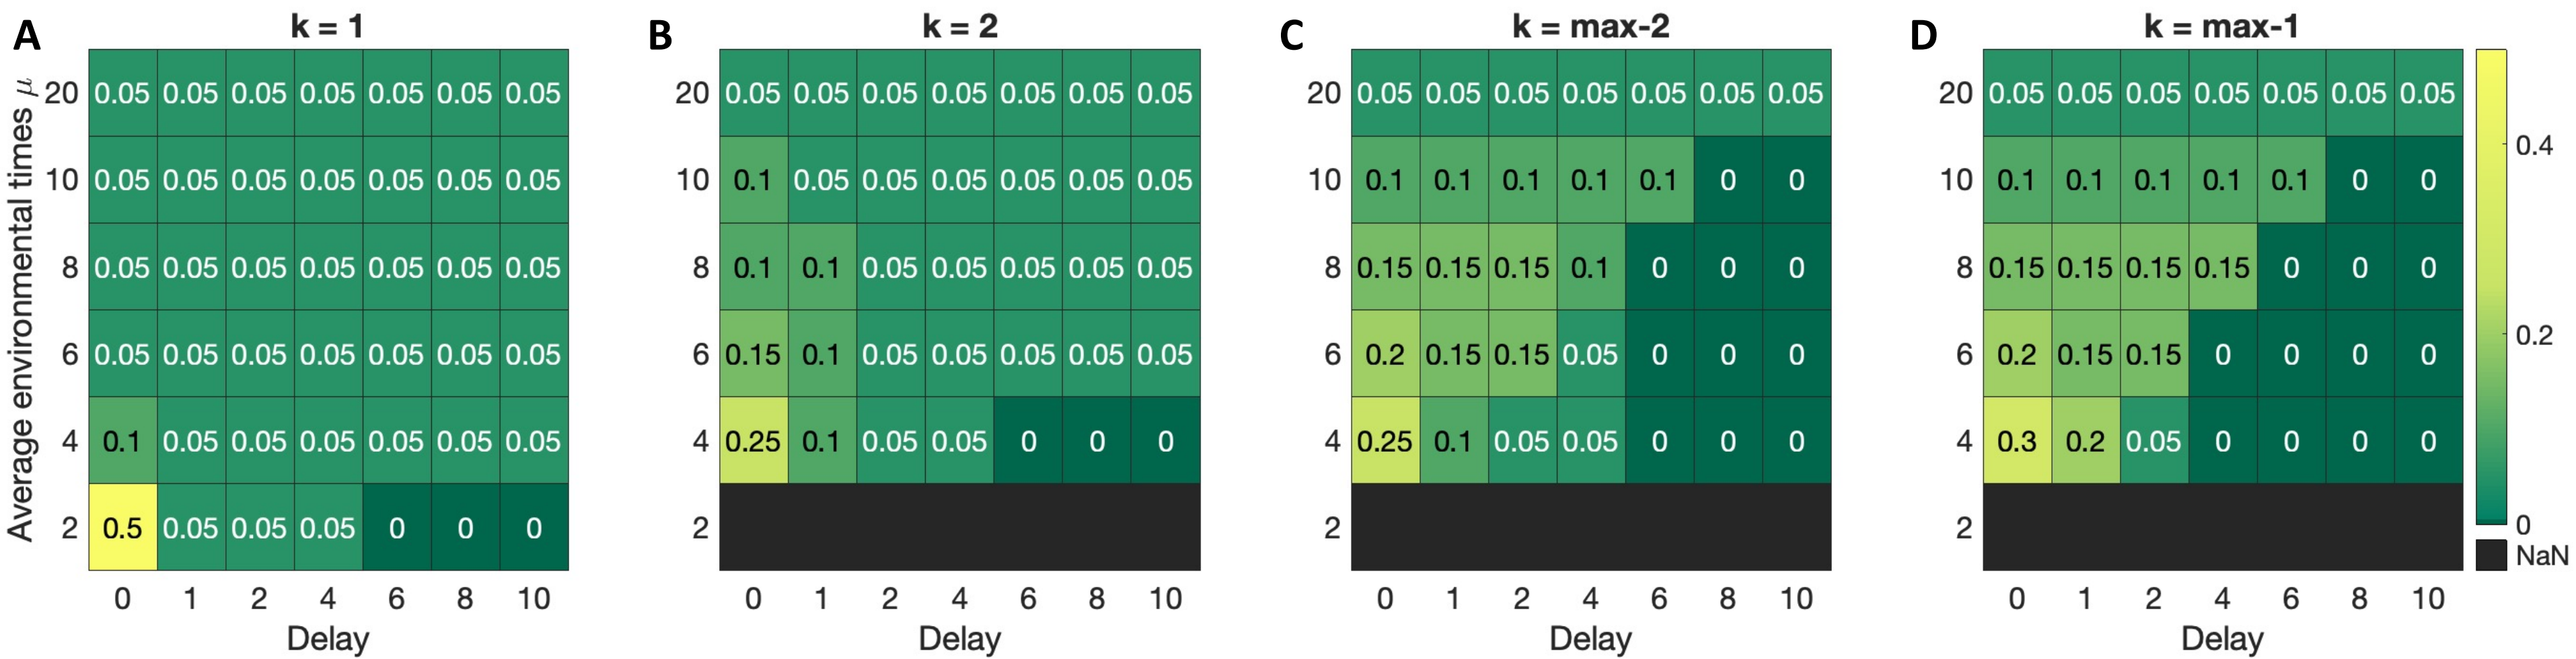 A k = 1 B k = 2 C k = max-2 D k = max-1
Average environmental times μ
20 0.05 0.05 0.05 0.05 0.05 0.05 0.05 20 0.05 0.05 0.05 0.05 0.05 0.05 0.05 20 0.05 0.05 0.05 0.05 0.05 0.05 0.05 20 0.05 0.05 0.05 0.05 0.05 0.05 0.05
0.4
10 0.05 0.05 0.05 0.05 0.05 0.05 0.05 10 0.1 0.05 0.05 0.05 0.05 0.05 0.05 10 0.1 0.1 0.1 0.1 0.1 0 0 10 0.1 0.1 0.1 0.1 0.1 0 0
8 0.05 0.05 0.05 0.05 0.05 0.05 0.05 8 0.1 0.1 0.05 0.05 0.05 0.05 0.05 8 0.15 0.15 0.15 0.1 0 0 0 8 0.15 0.15 0.15 0.15 0 0 0
0.2
6 0.05 0.05 0.05 0.05 0.05 0.05 0.05 6 0.15 0.1 0.05 0.05 0.05 0.05 0.05 6 0.2 0.15 0.15 0.05 0 0 0 6 0.2 0.15 0.15 0 0 0 0
4 0.1 0.05 0.05 0.05 0.05 0.05 0.05 4 0.25 0.1 0.05 0.05 0 0 0 4 0.25 0.1 0.05 0.05 0 0 0 4 0.3 0.2 0.05 0 0 0 0
2 0.5 0.05 0.05 0.05 0 0 0 2 2 2 0
NaN
0 1 2 4 6 8 10 0 1 2 4 6 8 10 0 1 2 4 6 8 10 0 1 2 4 6 8 10
Delay Delay Delay Delay